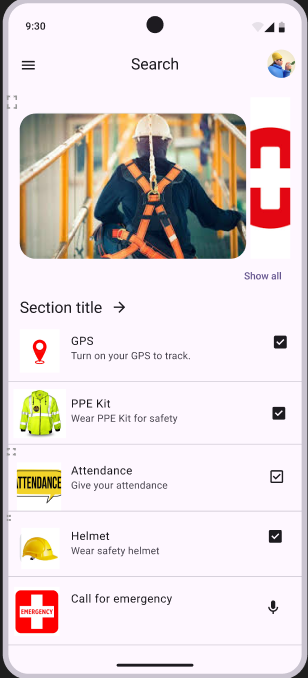 9:30
Search
Show all
Section title
GPS
Turn on your GPS to track.
PPE Kit
Wear PPE Kit for safety
ATTENDANCE
Attendance
Give your attendance
Helmet
Wear safety helmet
EMERGENCY
Call for emergency